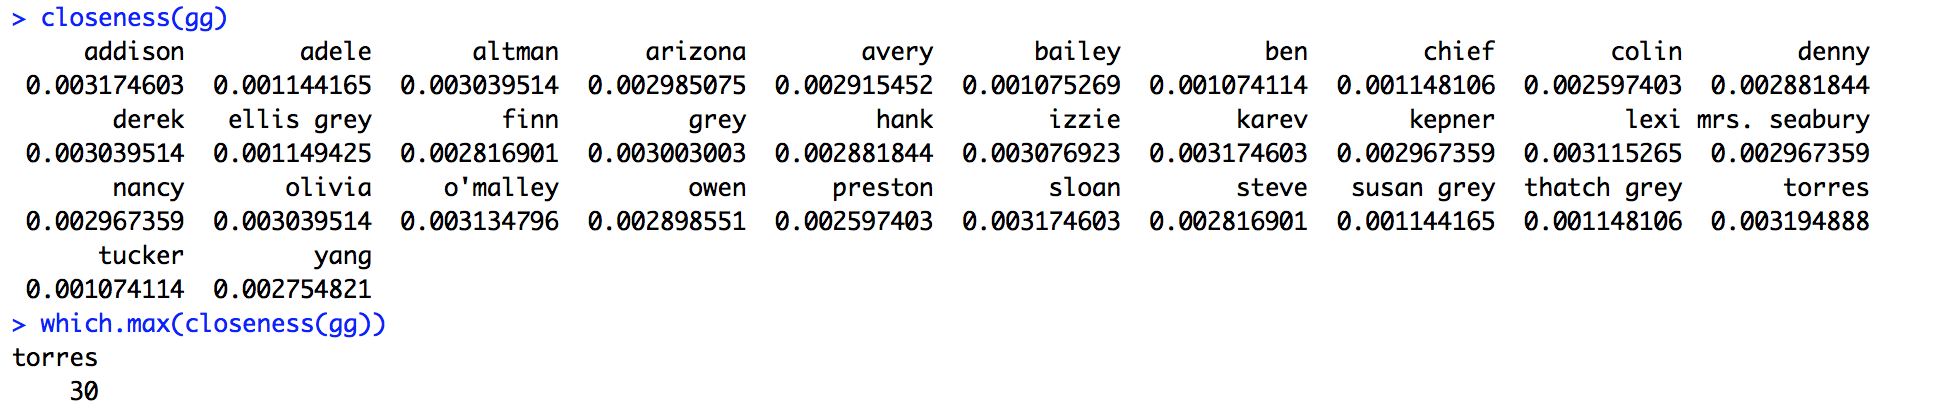 > closeness(gg)
addison adele altman arizona avery bailey ben chief colin denny
0.003174603 0.001144165 0.003039514 0.002985075 0.002915452 0.001075269 0.001074114 0.001148106 0.002597403 0.002881844
derek ellis grey finn grey hank izzie karev kepner lexi mrs. seabury
0.003039514 0.001149425 0.002816901 0.003003003 0.002881844 0.003076923 0.003174603 0.002967359 0.003115265 0.002967359
nancy olivia o'malley owen preston sloan steve susan grey thatch grey torres
0.002967359 0.003039514 0.003134796 0.002898551 0.002597403 0.003174603 0.002816901 0.001144165 0.001148106 0.003194888
tucker yang
0.001074114 0.002754821
> which.max(closeness(gg))
torres
30